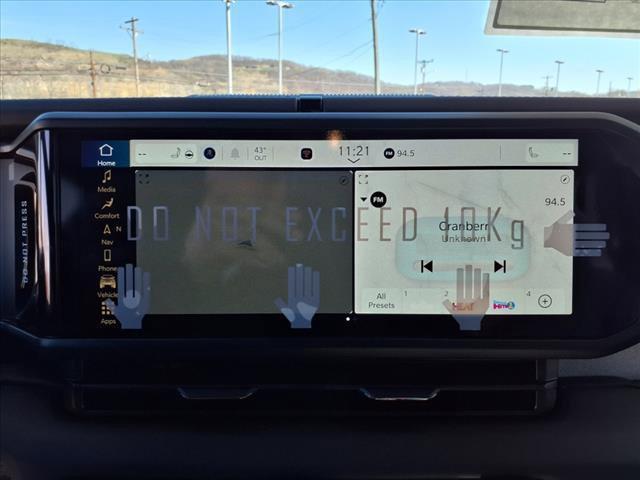 Home
--
43°
OUT
11:21
FM 94.5
--
Media
Comfort
N
Nav
Phone
Vehicle
Apps
DO NOT PRESS
DO NOT EXCEED 10Kg
FM
94.5
Cranberri
Unknown
All
Presets
1
2
HEAT
4